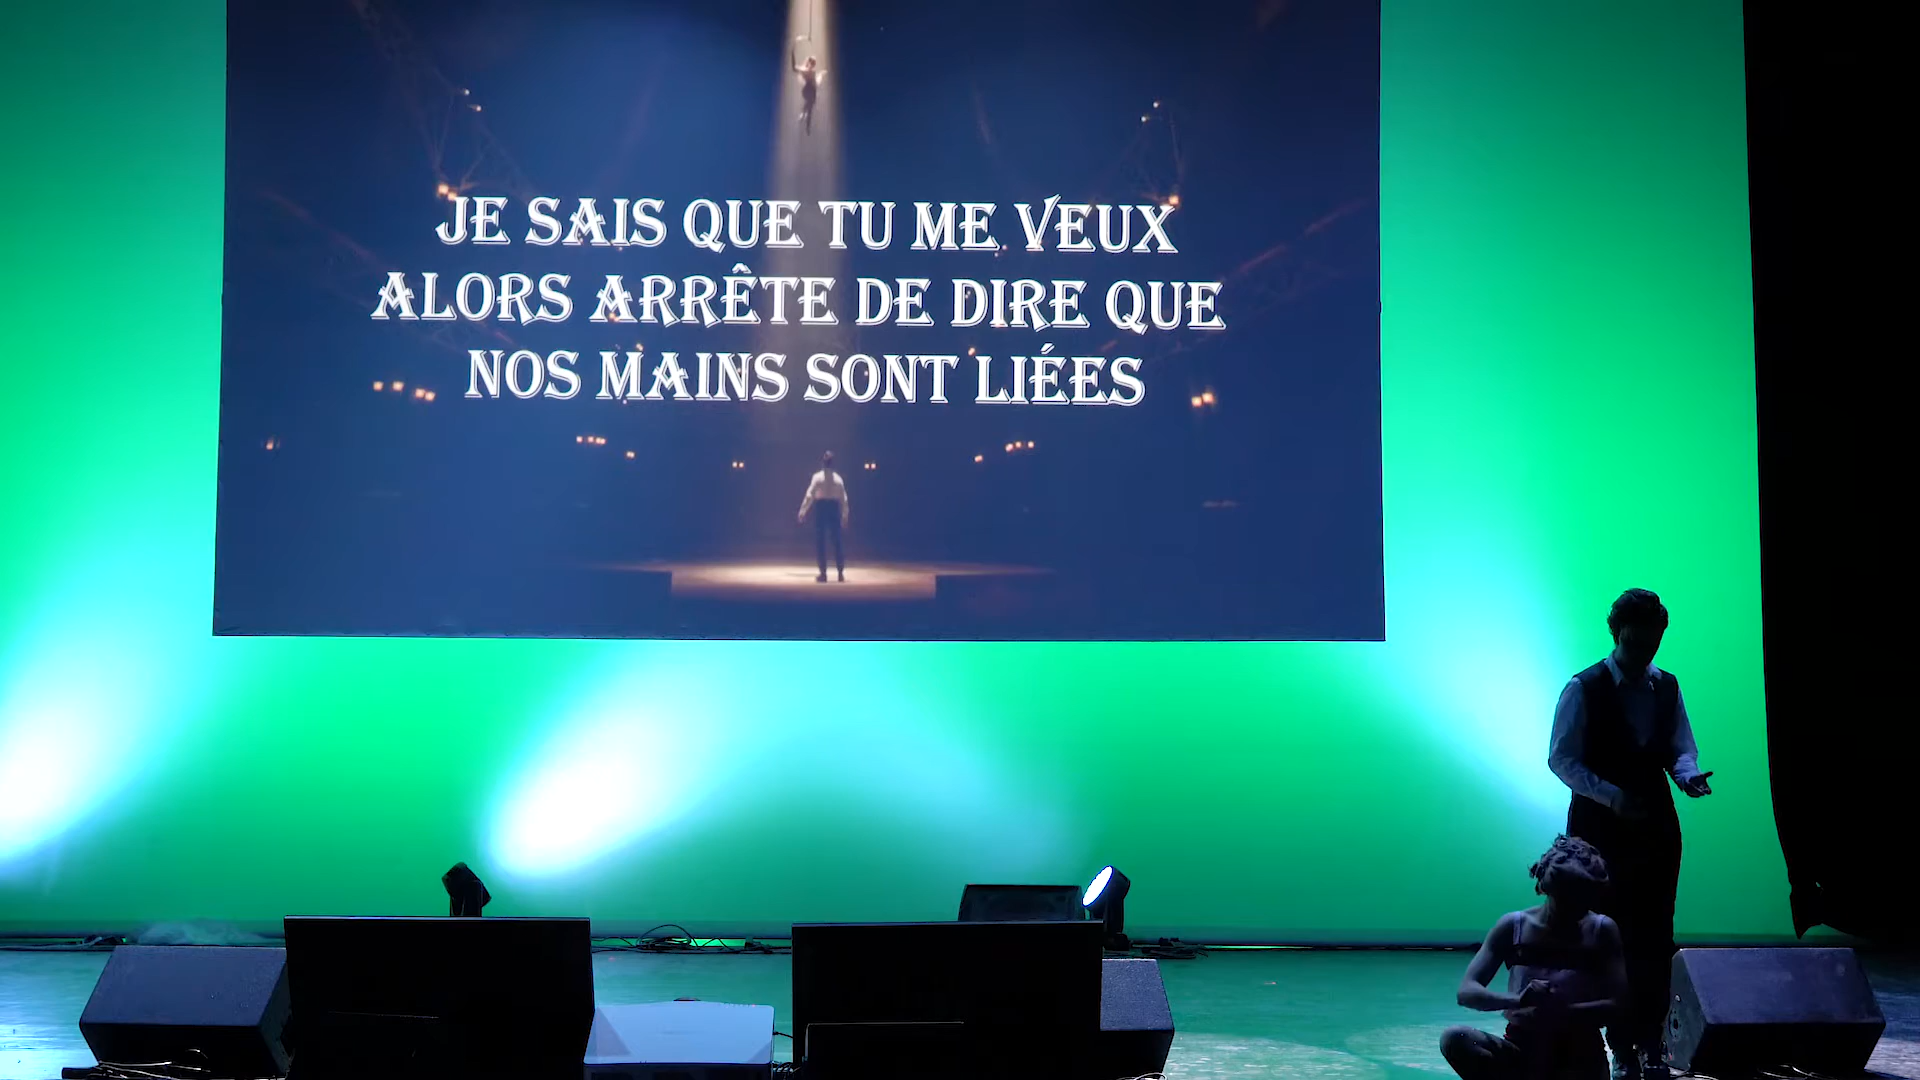 JE SAIS QUE TU ME VEUX
ALORS ARRÊTE DE DIRE QUE
NOS MAINS SONT LIÉES